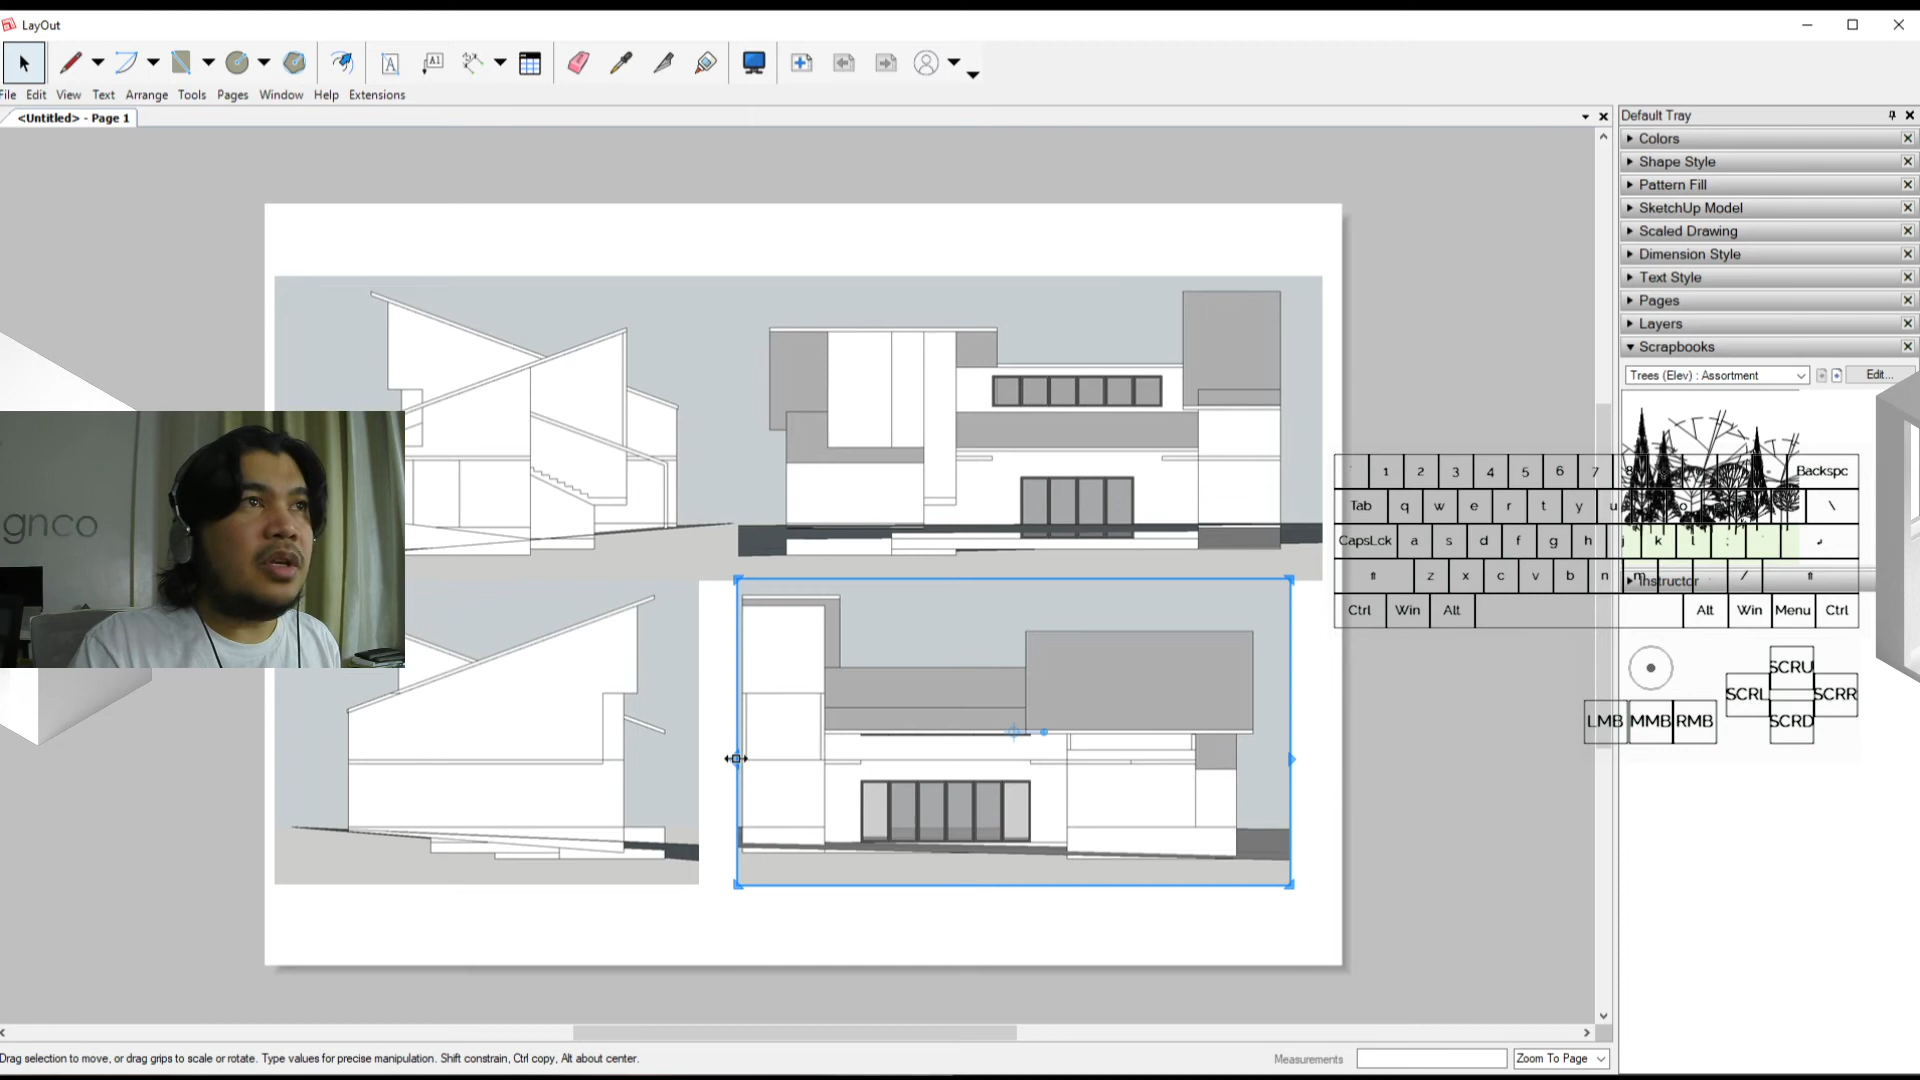 LayOut
File Edit View Text Arrange Tools Pages Window Help Extensions
<Untitled> - Page 1
Default Tray
Colors
Shape Style
Pattern Fill
SketchUp Model
Scaled Drawing
Dimension Style
Text Style
Pages
Layers
Scrapbooks
Trees (Elev) : Assortment
Edit...
1 2 3 4 5 6 7 8 Backspc
Tab q w e r t y u o \
CapsLck a s d f g h j k l ;
Instructor
z x c v b n m . /
Ctrl Win Alt Alt Win Menu Ctrl
SCRU
SCRL SCRR
LMB MMB RMB SCRD
gnco
Drag selection to move, or drag grips to scale or rotate. Type values for precise manipulation. Shift constrain, Ctrl copy, Alt about center.
Measurements
Zoom To Page